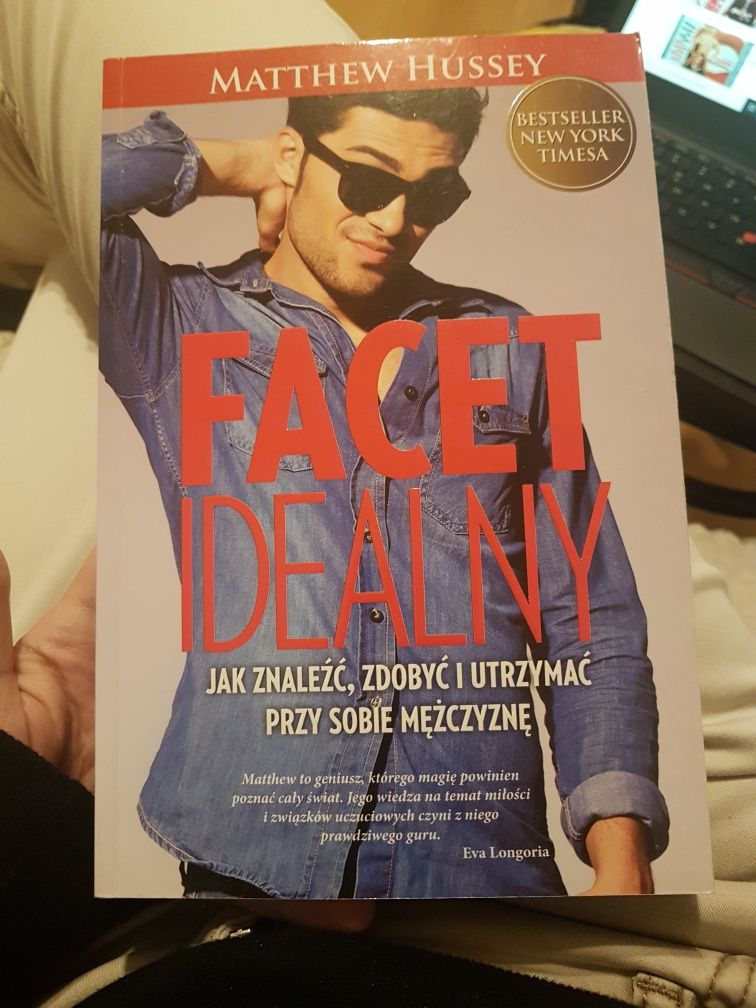 MATTHEW HUSSEY
BESTSELLER
NEW YORK
TIMESA
FACET
IDEALNY
JAK ZNALEŹĆ, ZDOBYĆ I UTRZYMAĆ
PRZY SOBIE MĘŻCZYZNĘ
Matthew to geniusz, którego magię powinien
poznać cały świat. Jego wiedza na temat miłości
i związków uczuciowych czyni z niego
prawdziwego guru.
Eva Longoria